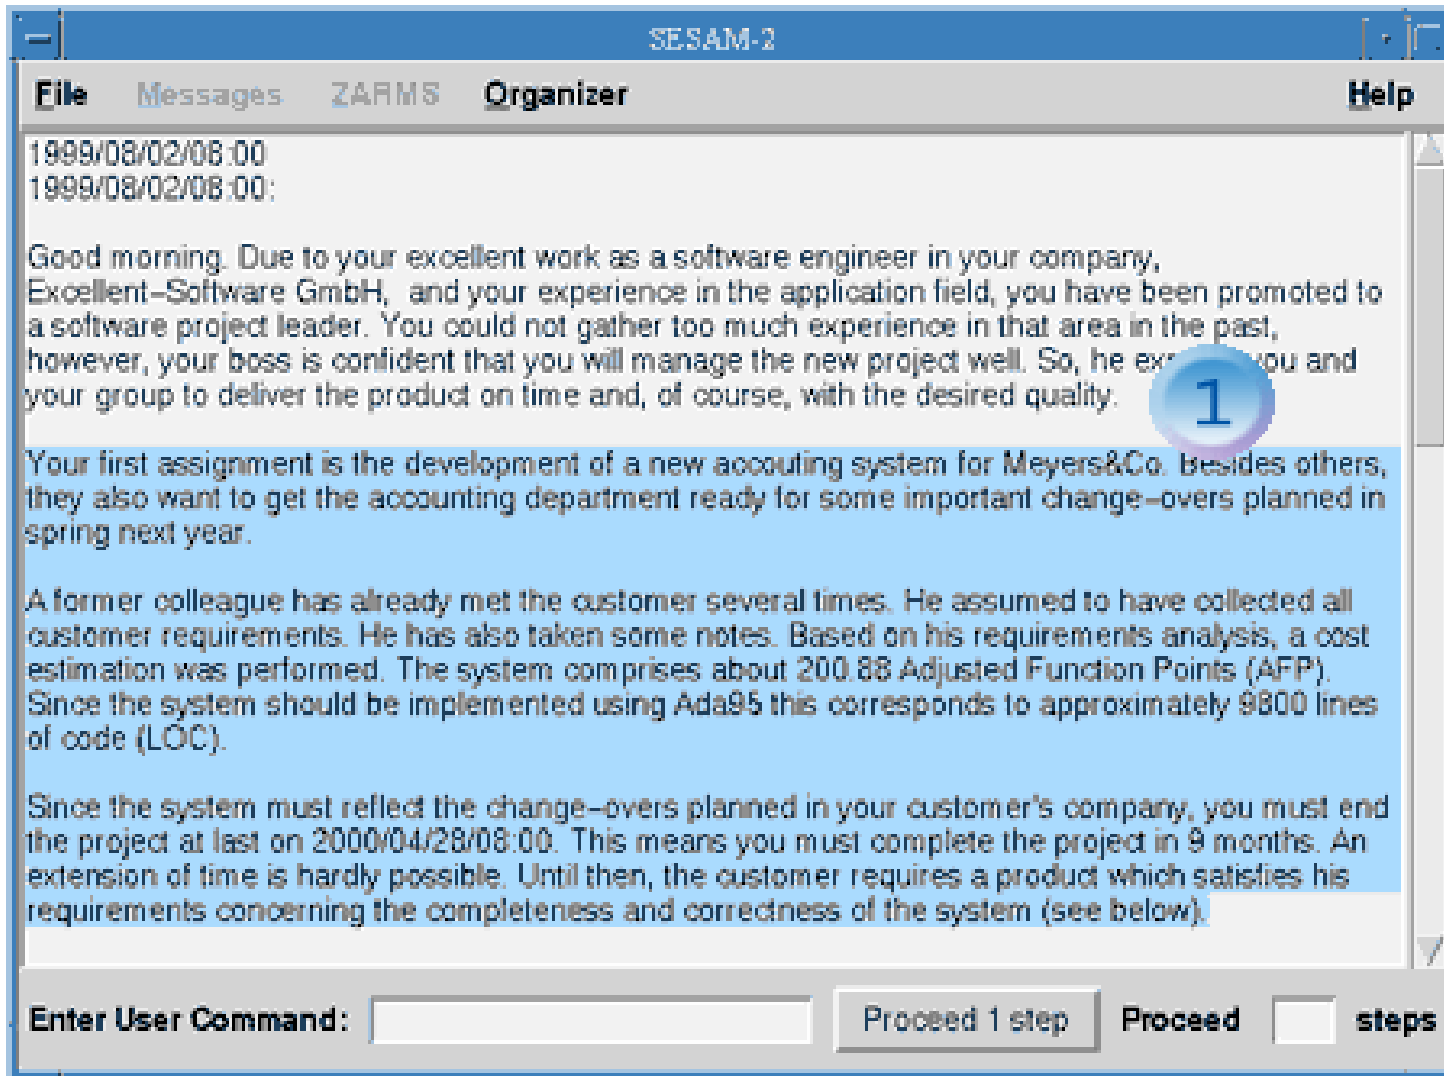 SESAM-2
File Messages ZARMS Organizer Help
1999/08/02/08:00
1999/08/02/08:00:
Good morning. Due to your excellent work as a software engineer in your company,
Excellent-Software GmbH, and your experience in the application field, you have been promoted to
a software project leader. You could not gather too much experience in that area in the past,
however, your boss is confident that you will manage the new project well. So, he you and
your group to deliver the product on time and, of course, with the desired quality.
1
Your first assignment is the development of a new accouting system for Meyers&Co. Besides others,
they also want to get the accounting department ready for some important change-overs planned in
spring next year.
A former colleague has already met the customer several times. He assumed to have collected all
customer requirements. He has also taken some notes. Based on his requirements analysis, a cost
estimation was performed. The system comprises about 200.88 Adjusted Function Points (AFP).
Since the system should be implemented using Ada95 this corresponds to approximately 9800 lines
of code (LOC).
Since the system must reflect the change-overs planned in your customer's company, you must end
the project at last on 2000/04/28/08:00. This means you must complete the project in 9 months. An
extension of time is hardly possible. Until then, the customer requires a product which satisfies his
requirements concerning the completeness and correctness of the system (see below).
Enter User Command: Proceed 1 step Proceed steps